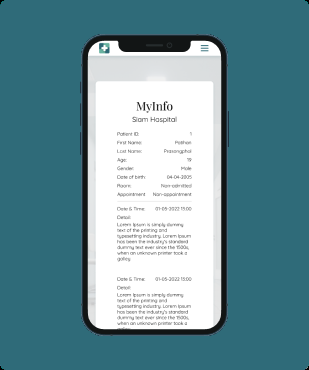 MyInfo
Siam Hospital
Patient ID: 1
First Name: Patihan
Last Name: Prasongphol
Age: 19
Gender: Male
Date of birth: 04-04-2005
Room: Non-admitted
Appointment: Non-appointment
Date & Time: 01-05-2022 13:00
Detail:
Lorem Ipsum is simply dummy
text of the printing and
typesetting industry. Lorem Ipsum
has been the industry's standard
dummy text ever since the 1500s,
when an unknown printer took a
galley.
Date & Time: 01-05-2022 13:00
Detail:
Lorem Ipsum is simply dummy
text of the printing and
typesetting industry. Lorem Ipsum
has been the industry's standard
dummy text ever since the 1500s,
when an unknown printer took a
galley.